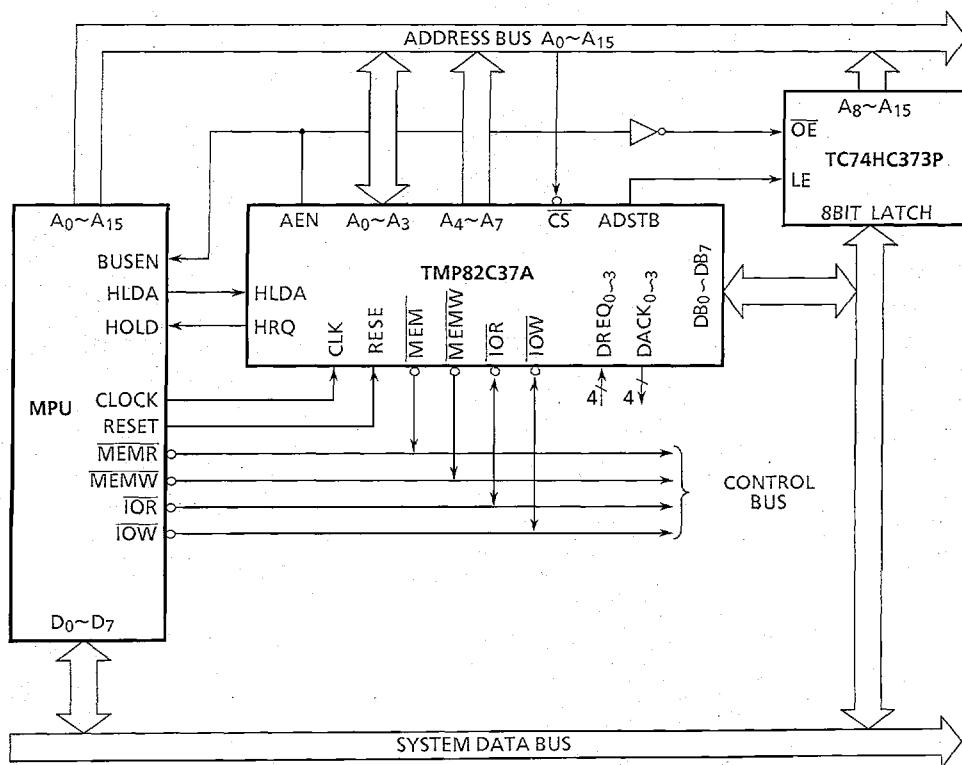 ADDRESS BUS A0~A15
A8~A15
OE
TC74HC373P
LE
8BIT LATCH
A0~A15
AEN
A0~A3
A4~A7
CS
ADSTB
BUSEN
TMP82C37A
DB0~DB7
HLDA
HLDA
HOLD
HRQ
CLK
RESE
MEM
MEMW
IOR
IOW
DREQ0~3
DACK0~3
4
4
MPU
CLOCK
RESET
MEMR
MEMW
IOR
IOW
CONTROL
BUS
D0~D7
SYSTEM DATA BUS